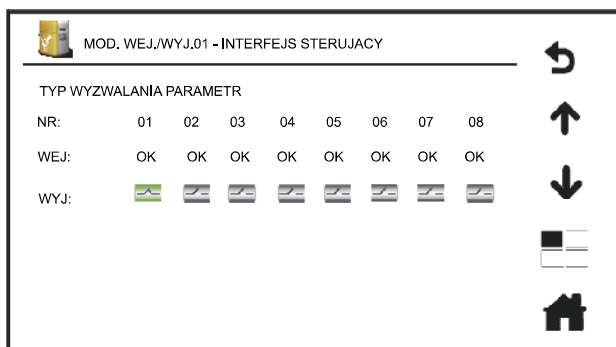 MOD. WEJ./WYJ.01 - INTERFEJS STERUJACY
TYP WYZWALANIA PARAMETR
NR: 01 02 03 04 05 06 07 08
WEJ: OK OK OK OK OK OK OK OK
WYJ: